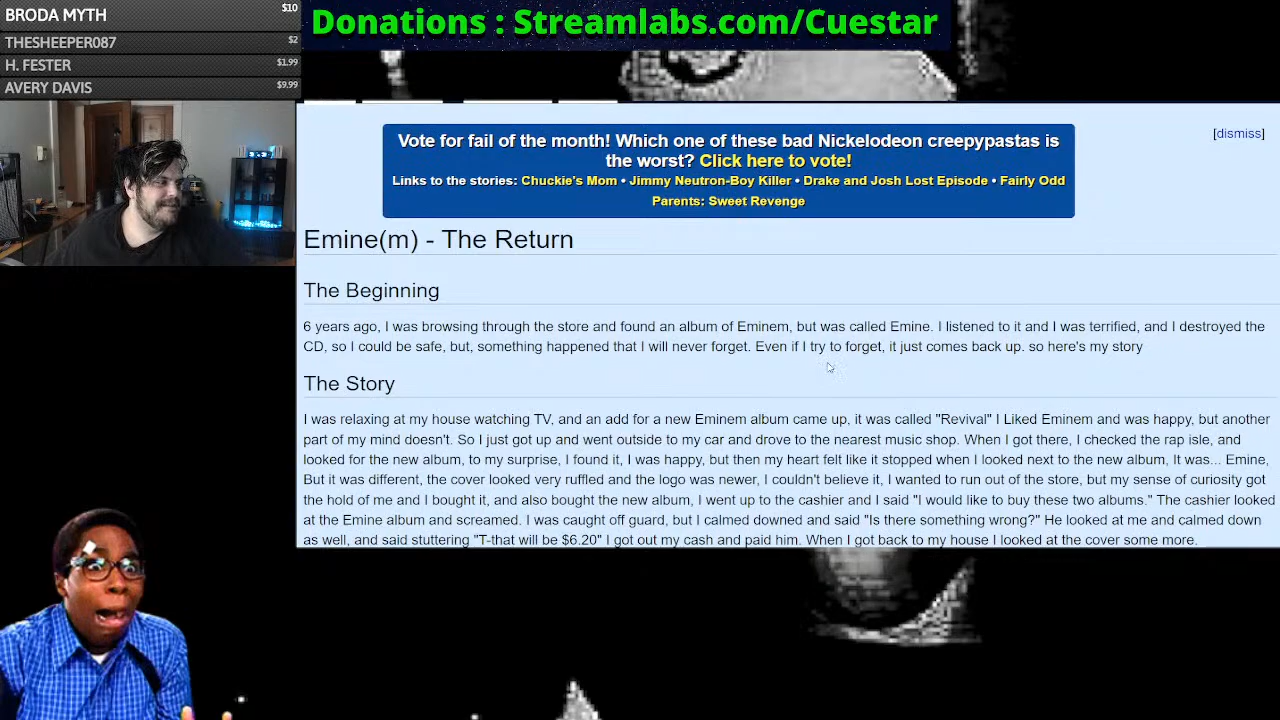 BRODA MYTH $10
THESHEEPER087 $2
H. FESTER $1.99
AVERY DAVIS $9.99
Donations : Streamlabs.com/Cuestar
Vote for fail of the month! Which one of these bad Nickelodeon creepypastas is
the worst? Click here to vote!
Links to the stories: Chuckie's Mom • Jimmy Neutron-Boy Killer • Drake and Josh Lost Episode • Fairly Odd
Parents: Sweet Revenge
[dismiss]
Emine(m) - The Return
The Beginning
6 years ago, I was browsing through the store and found an album of Eminem, but was called Emine. I listened to it and I was terrified, and I destroyed the
CD, so I could be safe, but, something happened that I will never forget. Even if I try to forget, it just comes back up. so here's my story
The Story
I was relaxing at my house watching TV, and an add for a new Eminem album came up, it was called "Revival" I Liked Eminem and was happy, but another
part of my mind doesn't. So I just got up and went outside to my car and drove to the nearest music shop. When I got there, I checked the rap isle, and
looked for the new album, to my surprise, I found it, I was happy, but then my heart felt like it stopped when I looked next to the new album, It was... Emine,
But it was different, the cover looked very ruffled and the logo was newer, I couldn't believe it, I wanted to run out of the store, but my sense of curiosity got
the hold of me and I bought it, and also bought the new album, I went up to the cashier and I said "I would like to buy these two albums." The cashier looked
at the Emine album and screamed. I was caught off guard, but I calmed downed and said "Is there something wrong?" He looked at me and calmed down
as well, and said stuttering "T-that will be $6.20" I got out my cash and paid him. When I got back to my house I looked at the cover some more.